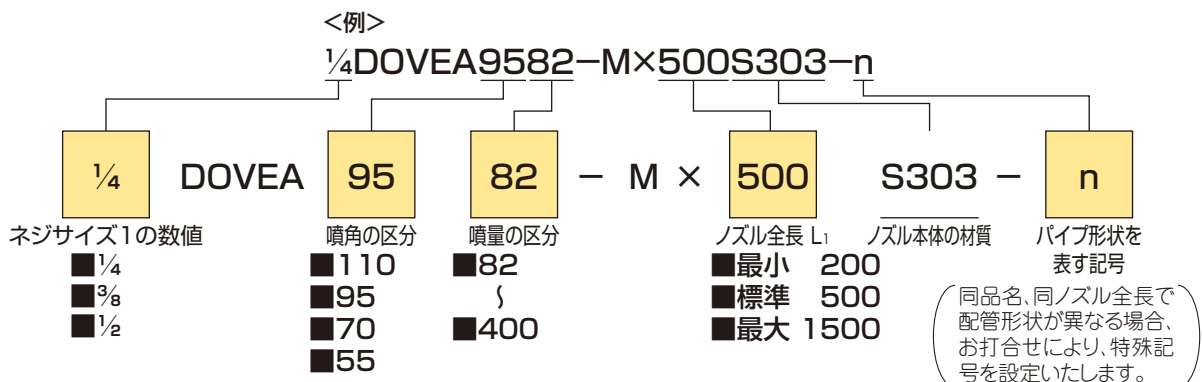 <例>
¼DOVEA9582−M×500S303−n
¼ DOVEA 95 82 − M × 500 S303 − n
ネジサイズ1の数値
■¼
■⅜
■½
噴角の区分
■110
■95
■70
■55
噴量の区分
■82
〜
■400
ノズル全長 L₁
■最小 200
■標準 500
■最大 1500
ノズル本体の材質
パイプ形状を
表す記号
(同品名、同ノズル全長で
配管形状が異なる場合、
お打合せにより、特殊記
号を設定いたします。)